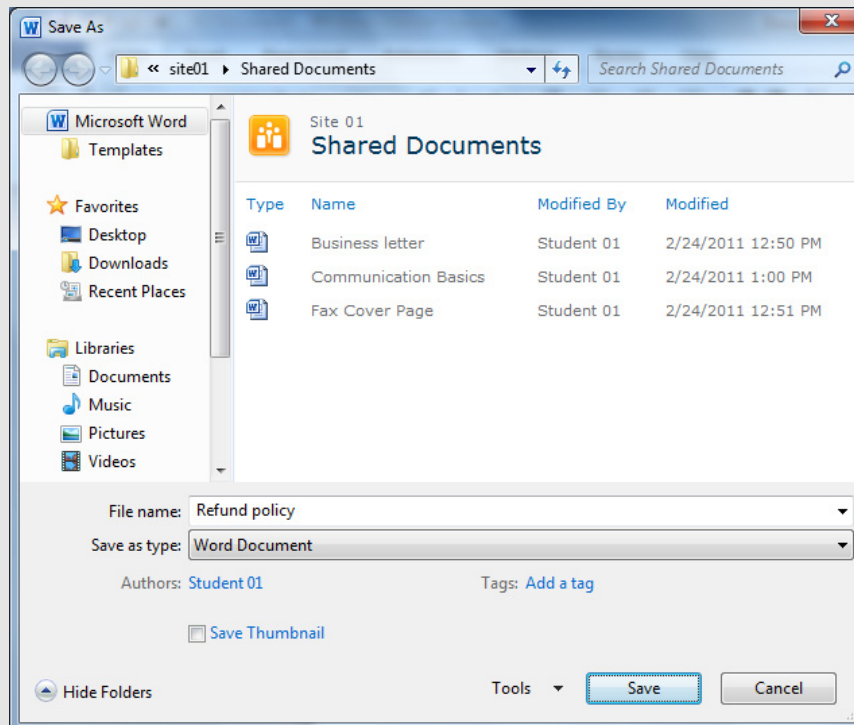 Save As
« site01 ▸ Shared Documents
Search Shared Documents
Microsoft Word
Templates
Favorites
Desktop
Downloads
Recent Places
Libraries
Documents
Music
Pictures
Videos
Site 01
Shared Documents
Type Name Modified By Modified
Business letter Student 01 2/24/2011 12:50 PM
Communication Basics Student 01 2/24/2011 1:00 PM
Fax Cover Page Student 01 2/24/2011 12:51 PM
File name: Refund policy
Save as type: Word Document
Authors: Student 01 Tags: Add a tag
Save Thumbnail
Hide Folders Tools Save Cancel